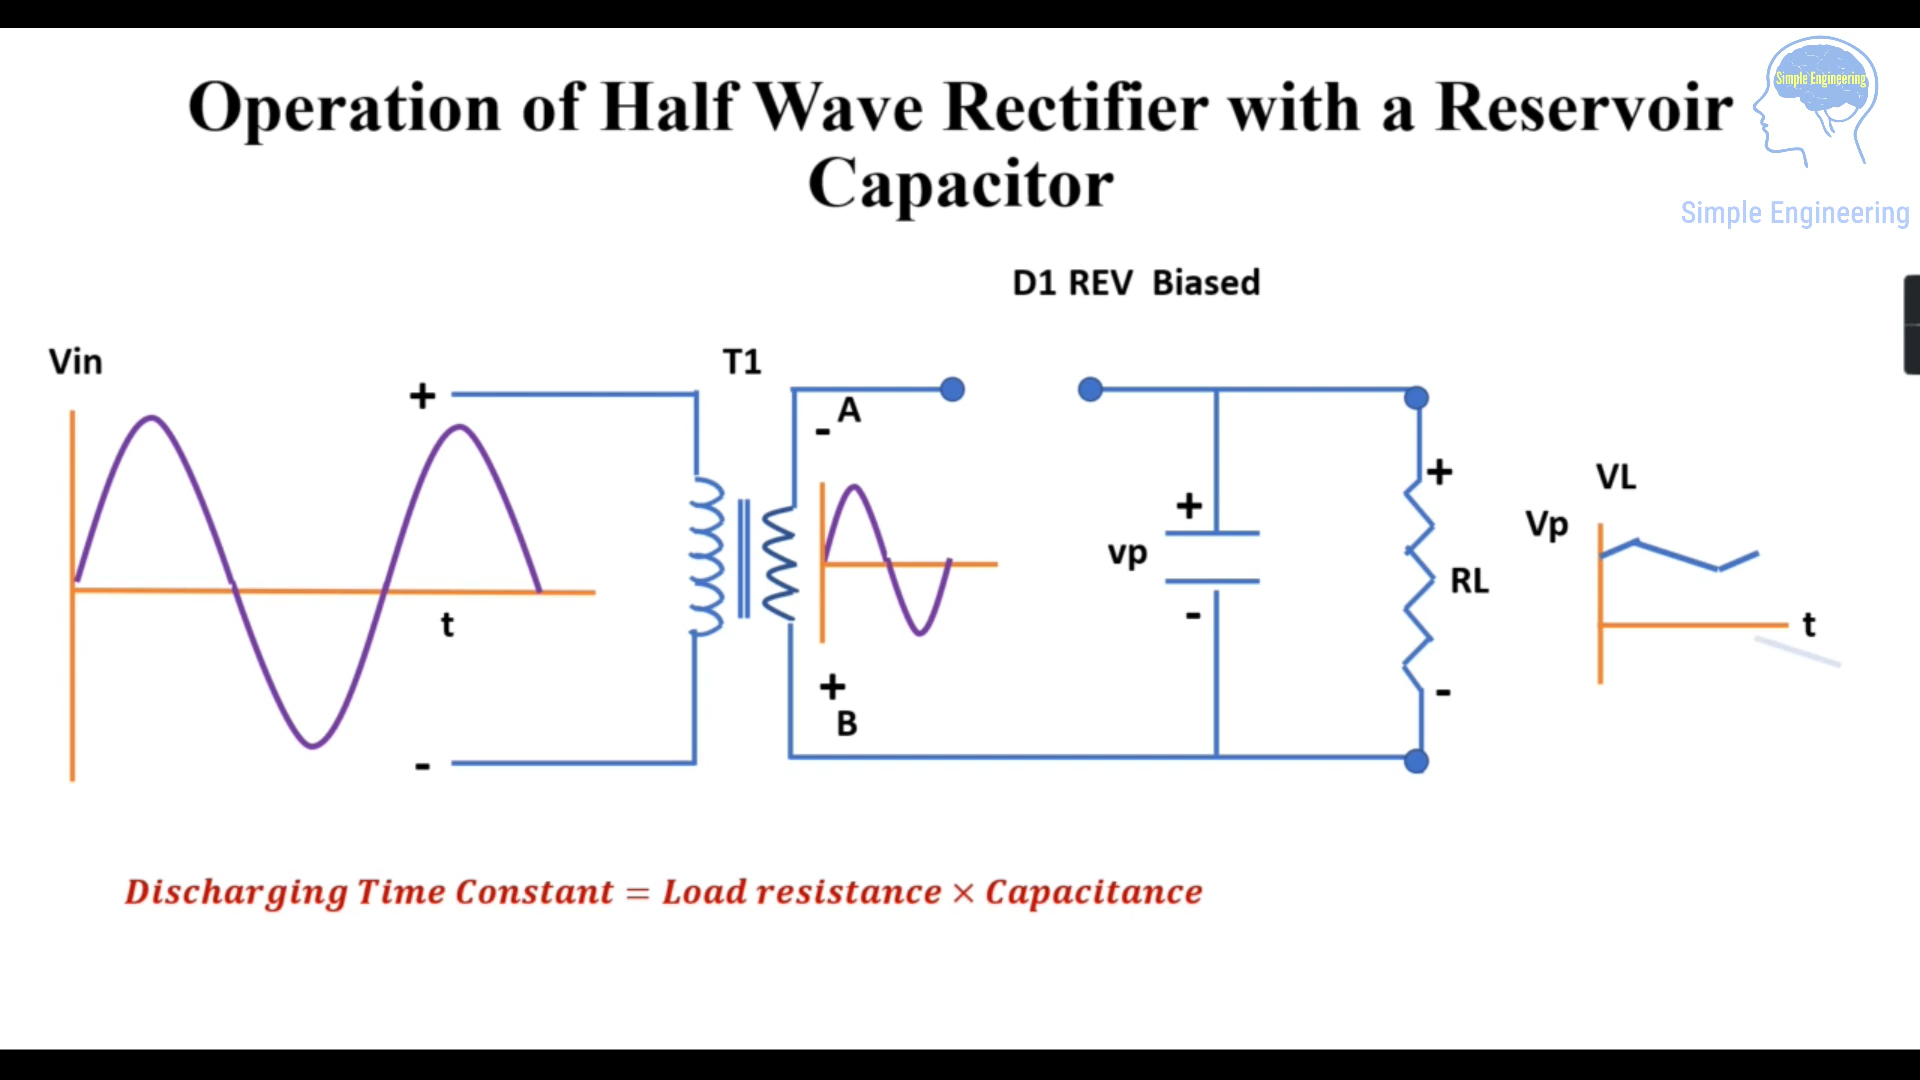 Operation of Half Wave Rectifier with a Reservoir
Capacitor
Simple Engineering
Simple Engineering
D1 REV Biased
Vin
T1
+
A
-
+
VL
Vp
+
vp
RL
t
-
t
+
-
B
-
-
Discharging Time Constant = Load resistance × Capacitance